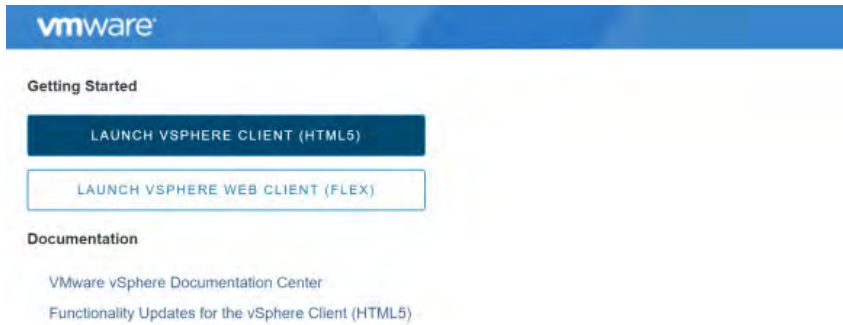 vmware
Getting Started
LAUNCH VSPHERE CLIENT (HTML5)
LAUNCH VSPHERE WEB CLIENT (FLEX)
Documentation
VMware vSphere Documentation Center
Functionality Updates for the vSphere Client (HTML5)